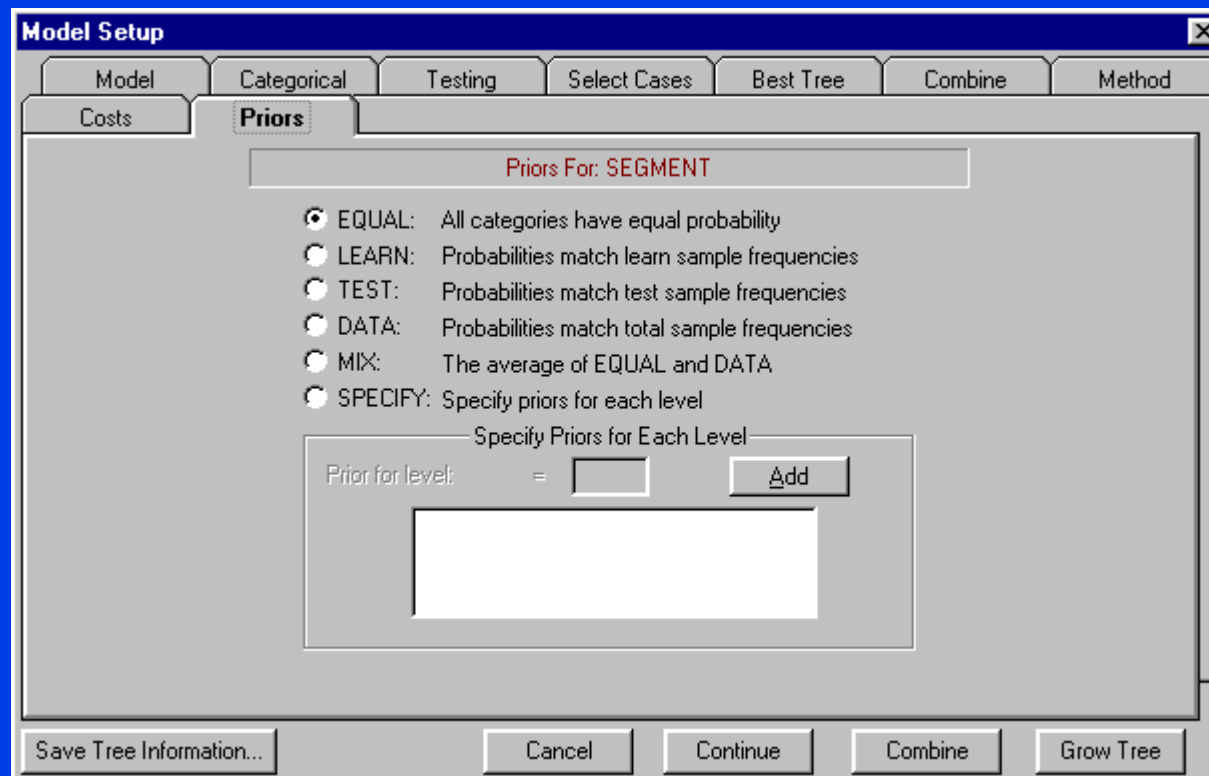 Model Setup
Model Categorical Testing Select Cases Best Tree Combine Method
Costs Priors
Priors For: SEGMENT
EQUAL: All categories have equal probability
LEARN: Probabilities match learn sample frequencies
TEST: Probabilities match test sample frequencies
DATA: Probabilities match total sample frequencies
MIX: The average of EQUAL and DATA
SPECIFY: Specify priors for each level
Specify Priors for Each Level
Prior for level: = Add
Save Tree Information... Cancel Continue Combine Grow Tree